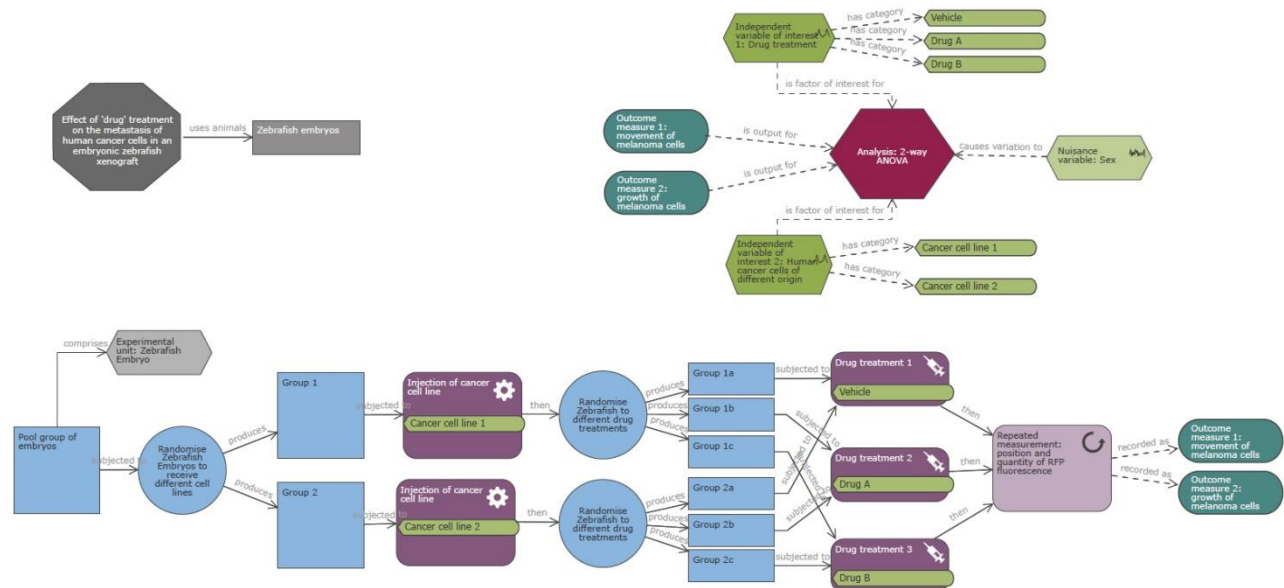 Independent
variable of interest
1: Drug treatment
has category
Vehicle
has category
Drug A
has category
Drug B
is factor of interest for
Effect of 'drug' treatment
on the metastasis of
human cancer cells in an
embryonic zebrafish
xenograft
uses animals
Zebrafish embryos
Outcome
measure 1:
movement of
melanoma cells
is output for
Outcome
measure 2:
growth of
melanoma cells
is output for
Analysis: 2-way
ANOVA
causes variation to
Nuisance
variable: Sex
is factor of interest for
Independent
variable of
interest 2: Human
cancer cells of
different origin
has category
Cancer cell line 1
has category
Cancer cell line 2
comprises
Experimental
unit: Zebrafish
Embryo
Pool group of
embryos
subjected to
Randomise
Zebrafish
Embryos to
receive
different cell
lines
produces
Group 1
subjected to
Injection of cancer
cell line
Cancer cell line 1
then
Randomise
Zebrafish to
different drug
treatments
produces
produces
produces
Group 1a
Group 1b
Group 1c
produces
Group 2
subjected to
Injection of cancer
cell line
Cancer cell line 2
then
Randomise
Zebrafish to
different drug
treatments
produces
produces
produces
Group 2a
Group 2b
Group 2c
subjected to
subjected to
subjected to
subjected to
subjected to
subjected to
Drug treatment 1
Vehicle
then
Drug treatment 2
Drug A
then
Drug treatment 3
Drug B
then
Repeated
measurement:
position and
quantity of RFP
fluorescence
recorded as
Outcome
measure 1:
movement of
melanoma cells
recorded as
Outcome
measure 2:
growth of
melanoma cells